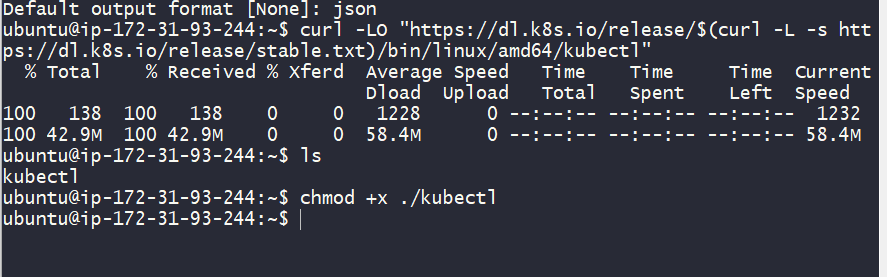 Default output format [None]: json
ubuntu@ip-172-31-93-244:~$ curl -LO "https://dl.k8s.io/release/$(curl -L -s htt
ps://dl.k8s.io/release/stable.txt)/bin/linux/amd64/kubectl"
  % Total    % Received % Xferd  Average Speed   Time    Time     Time  Current
                                 Dload  Upload   Total   Spent    Left  Speed
100   138  100   138    0     0   1228      0 --:--:-- --:--:-- --:--:--  1232
100 42.9M  100 42.9M    0     0  58.4M      0 --:--:-- --:--:-- --:--:-- 58.4M
ubuntu@ip-172-31-93-244:~$ ls
kubectl
ubuntu@ip-172-31-93-244:~$ chmod +x ./kubectl
ubuntu@ip-172-31-93-244:~$